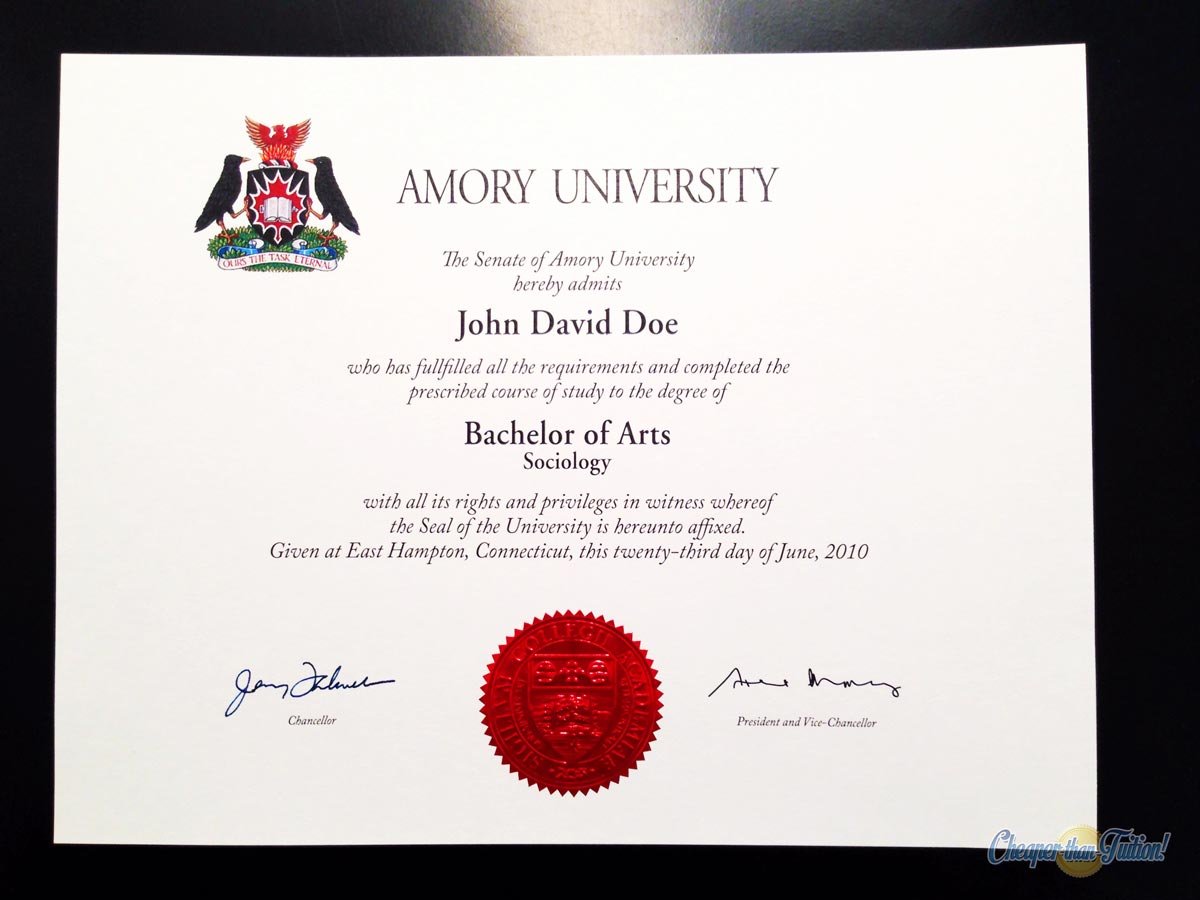 OURS THE TASK ETERNAL
AMORY UNIVERSITY
The Senate of Amory University
hereby admits
John David Doe
who has fullfilled all the requirements and completed the
prescribed course of study to the degree of
Bachelor of Arts
Sociology
with all its rights and privileges in witness whereof
the Seal of the University is hereunto affixed.
Given at East Hampton, Connecticut, this twenty-third day of June, 2010
Chancellor
SIGILLVM COLLEGII ACADEMIAE
President and Vice-Chancellor
Cheaper than Tuition!